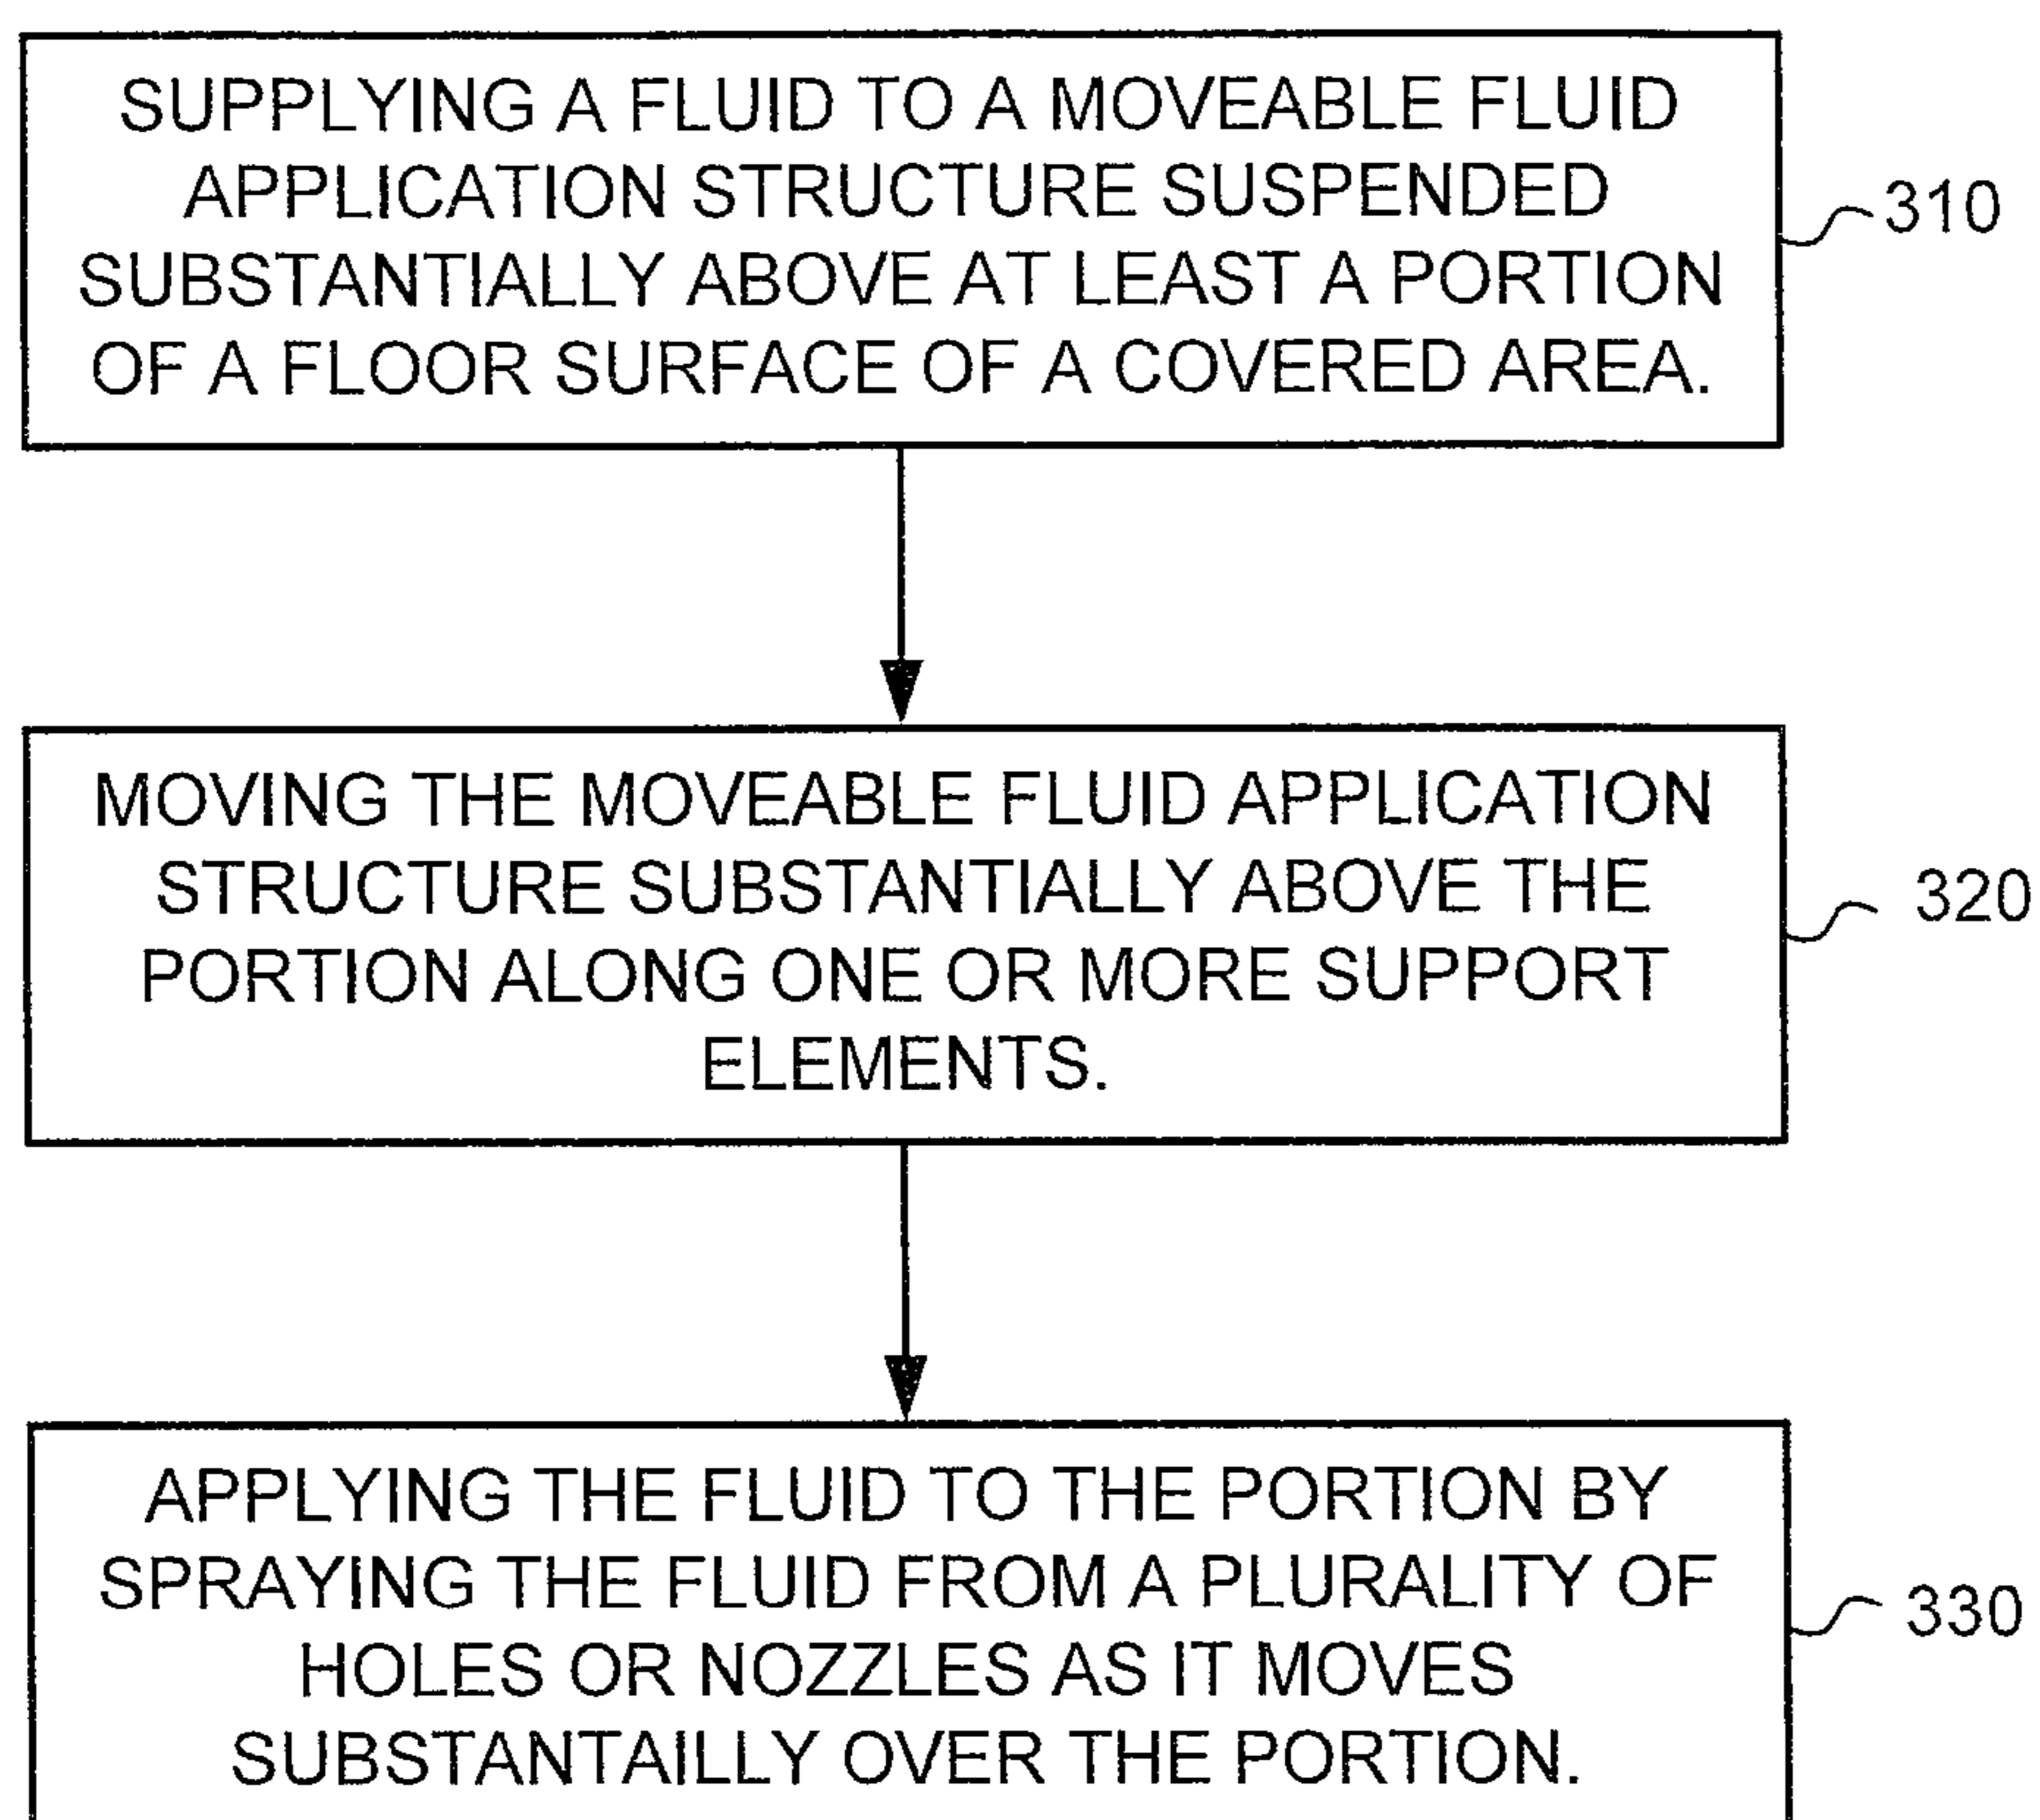 SUPPLYING A FLUID TO A MOVEABLE FLUID
APPLICATION STRUCTURE SUSPENDED
SUBSTANTIALLY ABOVE AT LEAST A PORTION
OF A FLOOR SURFACE OF A COVERED AREA.
310
MOVING THE MOVEABLE FLUID APPLICATION
STRUCTURE SUBSTANTIALLY ABOVE THE
PORTION ALONG ONE OR MORE SUPPORT
ELEMENTS.
320
APPLYING THE FLUID TO THE PORTION BY
SPRAYING THE FLUID FROM A PLURALITY OF
HOLES OR NOZZLES AS IT MOVES
SUBSTANTAILLY OVER THE PORTION.
330